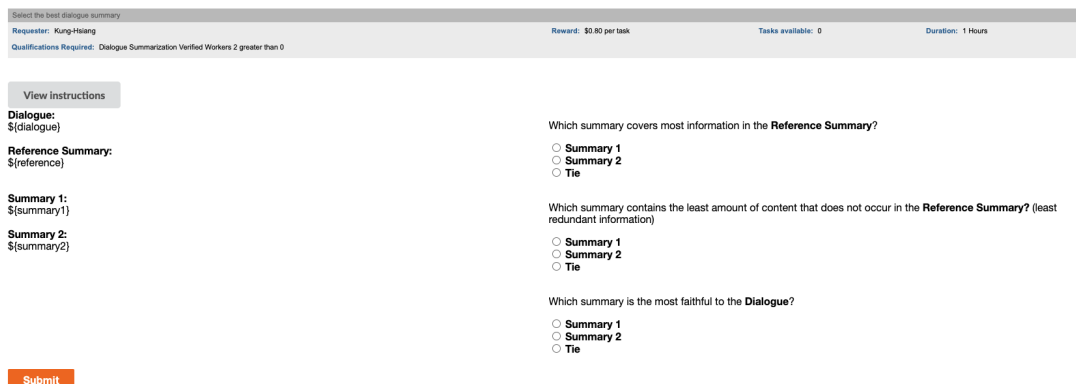 Select the best dialogue summary
Requester: Kung-Hsiang Reward: $0.80 per task Tasks available: 0 Duration: 1 Hours
Qualifications Required: Dialogue Summarization Verified Workers 2 greater than 0
View instructions
Dialogue:
${dialogue}
Reference Summary:
${reference}
Summary 1:
${summary1}
Summary 2:
${summary2}
Which summary covers most information in the Reference Summary?
Summary 1
Summary 2
Tie
Which summary contains the least amount of content that does not occur in the Reference Summary? (least
redundant information)
Summary 1
Summary 2
Tie
Which summary is the most faithful to the Dialogue?
Summary 1
Summary 2
Tie
Submit